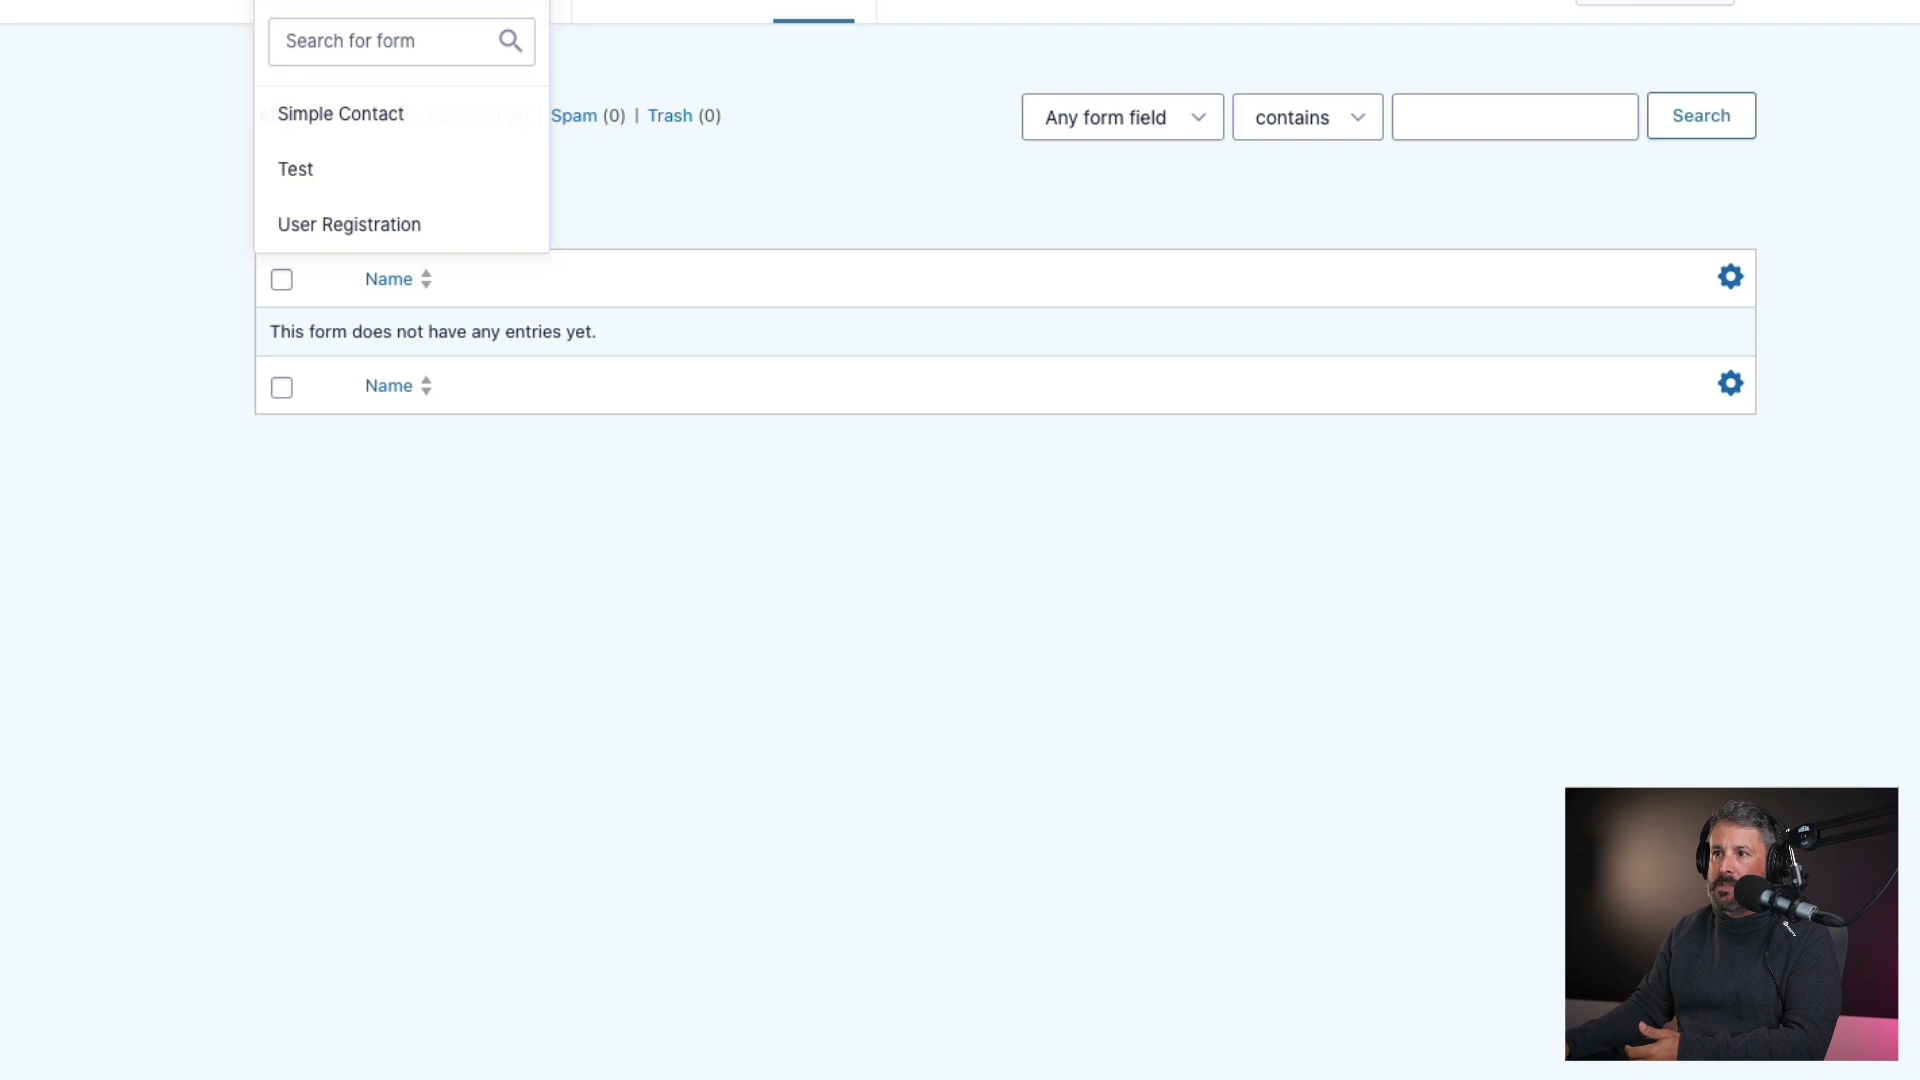 Search for form
Simple Contact
Spam (0) | Trash (0)
Any form field
contains
Search
Test
User Registration
Name
This form does not have any entries yet.
Name